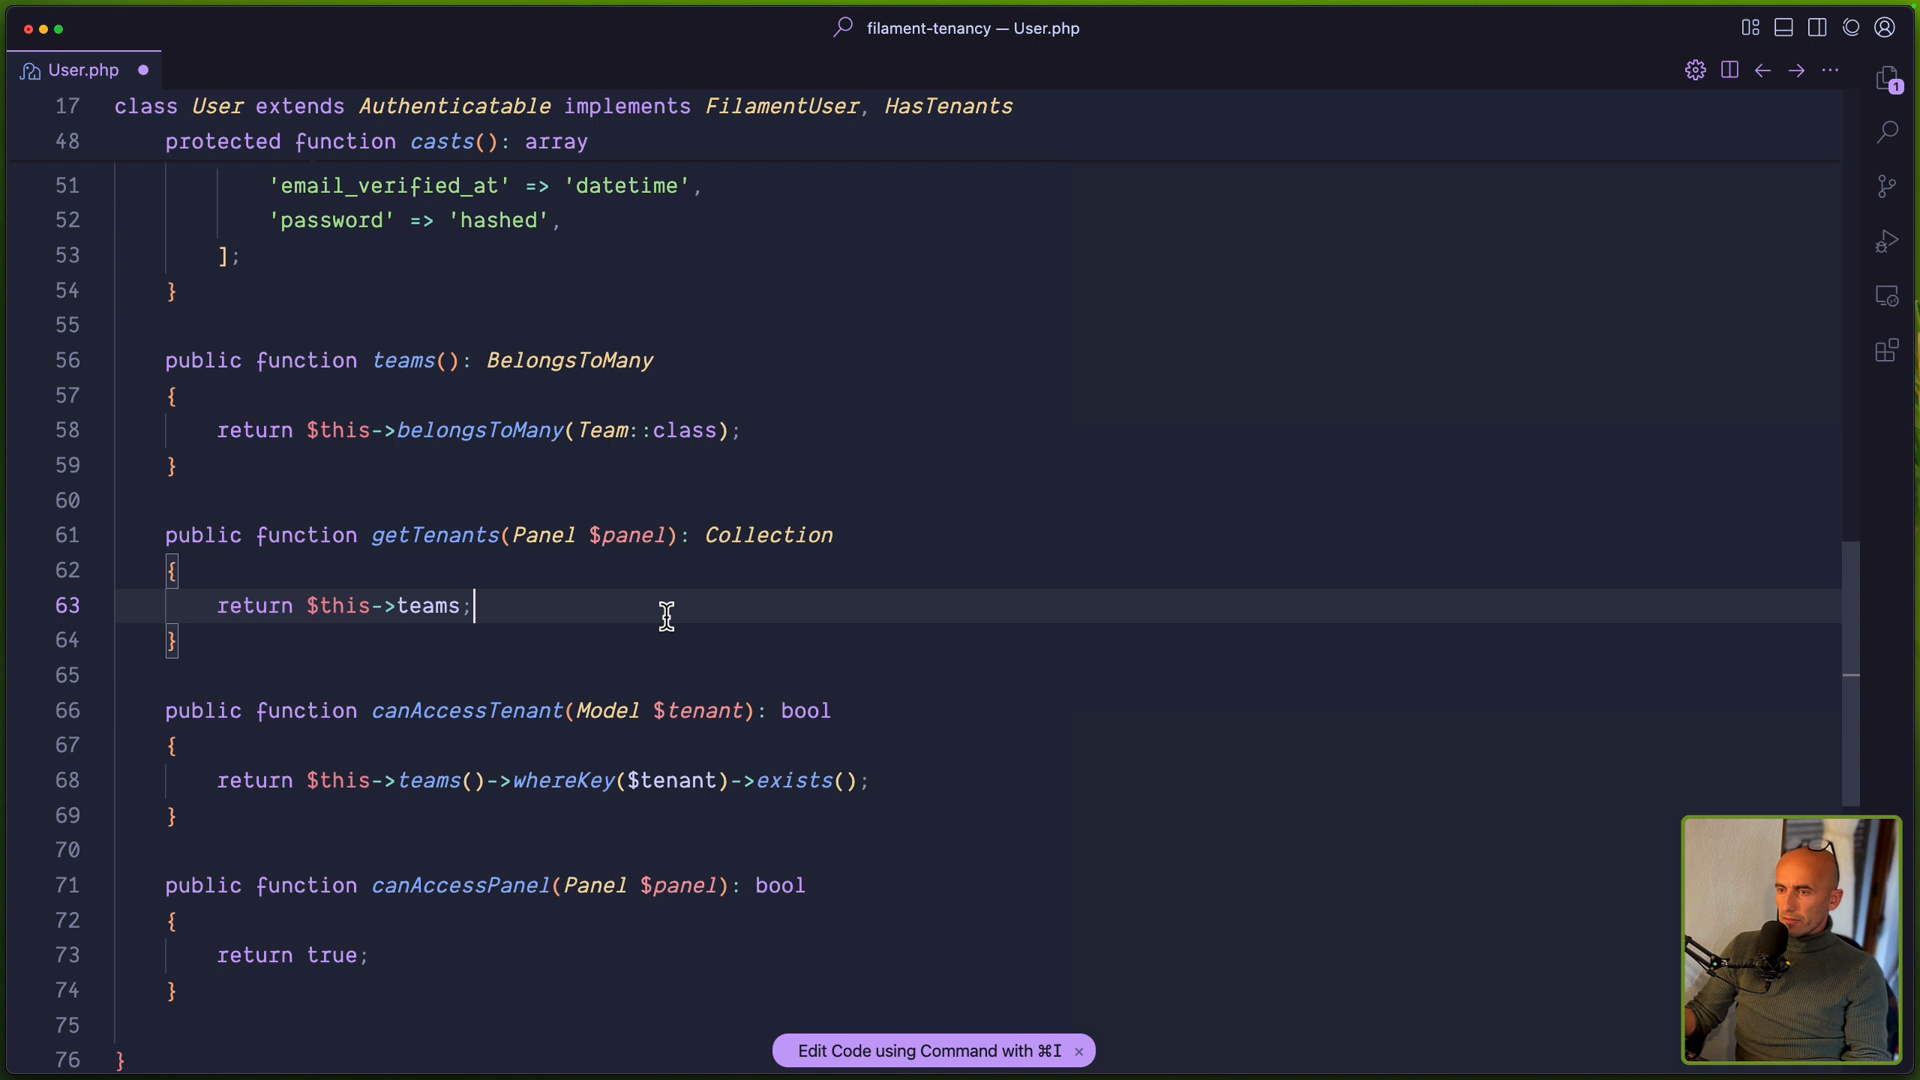 filament-tenancy — User.php
User.php
17 class User extends Authenticatable implements FilamentUser, HasTenants
48 protected function casts(): array
51 'email_verified_at' => 'datetime',
52 'password' => 'hashed',
53 ];
54 }
55
56 public function teams(): BelongsToMany
57 {
58 return $this->belongsToMany(Team::class);
59 }
60
61 public function getTenants(Panel $panel): Collection
62 {
63 return $this->teams;
64 }
65
66 public function canAccessTenant(Model $tenant): bool
67 {
68 return $this->teams()->whereKey($tenant)->exists();
69 }
70
71 public function canAccessPanel(Panel $panel): bool
72 {
73 return true;
74 }
75
76 }
1
Edit Code using Command with ⌘I ×